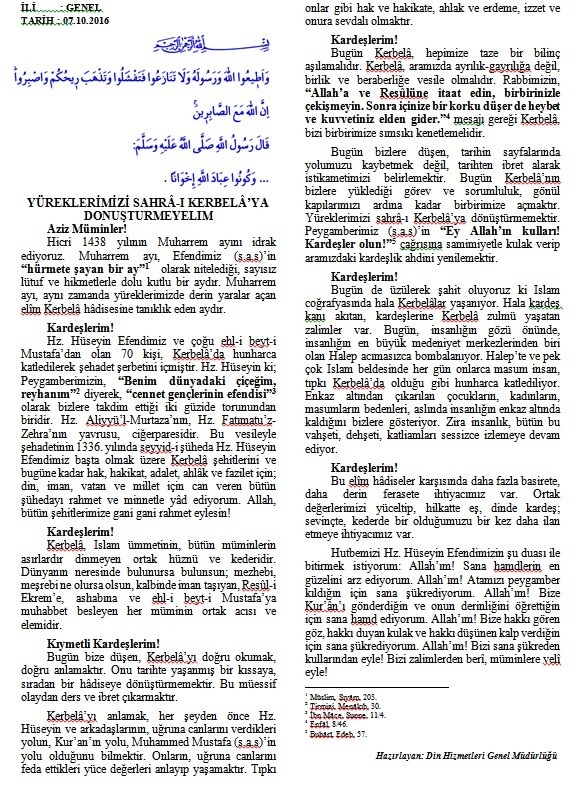 İLİ : GENEL
TARİH : 07.10.2016
بِسْمِ اللهِ الرَّحْمٰنِ الرَّحِيمِ
وَاَطِيعُوا اللهَ وَرَسُولَهُ وَلَا تَنَازَعُوا فَتَفْشَلُوا وَتَذْهَبَ رِيحُكُمْ وَاصْبِرُواْ
اِنَّ اللهَ مَعَ الصَّابِرِينَ
قَالَ رَسُولُ اللَّهِ صَلَّى اللَّهُ عَلَيْهِ وَسَلَّمَ:
... وَكُونُوا عِبَادَ اللَّهِ إِخْوَانًا .
YÜREKLERİMİZİ SAHRÂ-I KERBELÂ’YA
DÖNÜŞTÜRMEYELİM
Aziz Müminler!
Hicri 1438 yılının Muharrem ayını idrak
ediyoruz. Muharrem ayı, Efendimiz (s.a.s)’in
“hürmete şayan bir ay”¹ olarak nitelediği, sayısız
lütuf ve hikmetlerle dolu kutlu bir aydır. Muharrem
ayı, aynı zamanda yüreklerimizde derin yaralar açan
elîm Kerbelâ hâdisesine tanıklık eden aydır.
Kardeşlerim!
Hz. Hüseyin Efendimiz ve çoğu ehl-i beyt-i
Mustafa’dan olan 70 kişi, Kerbelâ’da hunharca
katledilerek şehadet şerbetini içmiştir. Hz. Hüseyin ki;
Peygamberimizin, “Benim dünyadaki çiçeğim,
reyhanım”² diyerek, “cennet gençlerinin efendisi”³
olarak bizlere takdim ettiği iki güzide torunundan
biridir. Hz. Aliyyü’l-Murtaza’nın, Hz. Fatımatu’z-
Zehra’nın yavrusu, ciğerparesidir. Bu vesileyle
şehadetinin 1336. yılında seyyid-i şüheda Hz. Hüseyin
Efendimiz başta olmak üzere Kerbelâ şehitlerini ve
bugüne kadar hak, hakikat, adalet, ahlâk ve fazilet için;
din, iman, vatan ve millet için can veren bütün
şühedayı rahmet ve minnetle yâd ediyorum. Allah,
bütün şehitlerimize gani gani rahmet eylesin!
Kardeşlerim!
Kerbelâ, İslam ümmetinin, bütün müminlerin
asırlardır dinmeyen ortak hüznü ve kederidir.
Dünyanın neresinde bulunursa bulunsun; mezhebi,
meşrebi ne olursa olsun, kalbinde iman taşıyan, Resûl-i
Ekrem’e, ashabına ve ehl-i beyt-i Mustafa’ya
muhabbet besleyen her müminin ortak acısı ve
elemidir.
Kıymetli Kardeşlerim!
Bugün bize düşen, Kerbelâ’yı doğru okumak,
doğru anlamaktır. Onu tarihte yaşanmış bir kıssaya,
sıradan bir hâdiseye dönüştürmemektir. Bu müessif
olaydan ders ve ibret çıkarmaktır.
Kerbelâ’yı anlamak, her şeyden önce Hz.
Hüseyin ve arkadaşlarının, uğruna canlarını verdikleri
yolun, Kur’an’ın yolu, Muhammed Mustafa (s.a.s)’in
yolu olduğunu bilmektir. Onların, uğruna canlarını
feda ettikleri yüce değerleri anlayıp yaşamaktır. Tıpkı
onlar gibi hak ve hakikate, ahlak ve erdeme, izzet ve
onura sevdalı olmaktır.
Kardeşlerim!
Bugün Kerbelâ, hepimize taze bir bilinç
aşılamalıdır. Kerbelâ, aramızda ayrılık-gayrılığa değil,
birlik ve beraberliğe vesile olmalıdır. Rabbimizin,
“Allah’a ve Resûlüne itaat edin, birbirinizle
çekişmeyin. Sonra içinize bir korku düşer de heybet
ve kuvvetiniz elden gider.”⁴ mesajı gereği Kerbelâ,
bizi birbirimize sımsıkı kenetlemelidir.
Bugün bizlere düşen, tarihin sayfalarında
yolumuzu kaybetmek değil, tarihten ibret alarak
istikametimizi belirlemektir. Bugün Kerbelâ’nın
bizlere yüklediği görev ve sorumluluk, gönül
kapılarımızı ardına kadar birbirimize açmaktır.
Yüreklerimizi sahrâ-ı Kerbelâ’ya dönüştürmemektir.
Peygamberimiz (s.a.s)’in “Ey Allah’ın kulları!
Kardeşler olun!”⁵ çağrısına samimiyetle kulak verip
aramızdaki kardeşlik ahdini yenilemektir.
Kardeşlerim!
Bugün de üzülerek şahit oluyoruz ki İslam
coğrafyasında hala Kerbelâlar yaşanıyor. Hala kardeş
kanı akıtan, kardeşlerine Kerbelâ zulmü yaşatan
zalimler var. Bugün, insanlığın gözü önünde,
insanlığın en büyük medeniyet merkezlerinden biri
olan Halep acımasızca bombalanıyor. Halep’te ve pek
çok İslam beldesinde her gün onlarca masum insan,
tıpkı Kerbelâ’da olduğu gibi hunharca katlediliyor.
Enkaz altından çıkarılan çocukların, kadınların,
masumların bedenleri, aslında insanlığın enkaz altında
kaldığını bizlere gösteriyor. Zira insanlık, bütün bu
vahşeti, dehşeti, katliamları sessizce izlemeye devam
ediyor.
Kardeşlerim!
Bu elîm hâdiseler karşısında daha fazla basirete,
daha derin ferasete ihtiyacımız var. Ortak
değerlerimizi yüceltip, hilkatte eş, dinde kardeş;
sevinçte, kederde bir olduğumuzu bir kez daha ilan
etmeye ihtiyacımız var.
Hutbemizi Hz. Hüseyin Efendimizin şu duası ile
bitirmek istiyorum: Allah’ım! Sana hamdlerin en
güzelini arz ediyorum. Allah’ım! Atamızı peygamber
kıldığın için sana şükrediyorum. Allah’ım! Bize
Kur’ân’ı gönderdiğin ve onun derinliğini öğrettiğin
için sana hamd ediyorum. Allah’ım! Bize hakkı gören
göz, hakkı duyan kulak ve hakkı düşünen kalp verdiğin
için sana şükrediyorum. Allah’ım! Bizi sana şükreden
kullarından eyle! Bizi zalimlerden berî, müminlere velî
eyle!
¹ Müslim, Sıyâm, 203.
² Tirmizî, Menâkıb, 30.
³ İbn Mâce, Sunne, 11/4.
⁴ Enfâl, 8/46.
⁵ Buhârî, Edeb, 57.
Hazırlayan: Din Hizmetleri Genel Müdürlüğü